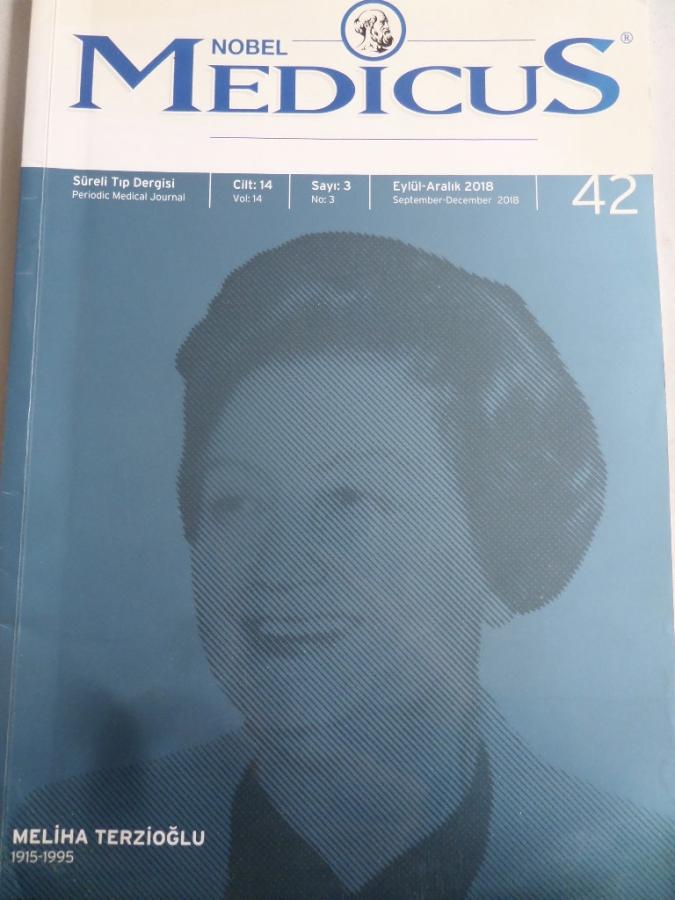 NOBEL
MEDICUS®
Süreli Tıp Dergisi
Periodic Medical Journal
Cilt: 14
Vol: 14
Sayı: 3
No: 3
Eylül-Aralık 2018
September-December 2018
42
MELİHA TERZİOĞLU
1915-1995